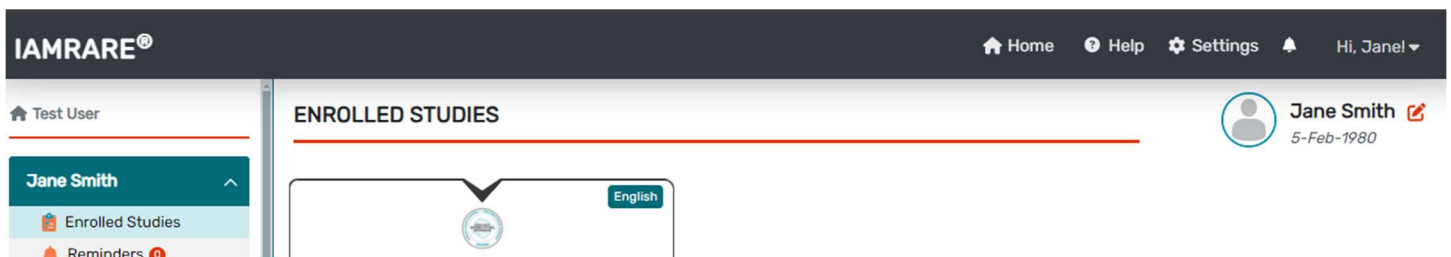 IAMRARE®
Home Help Settings Hi, Jane!
Test User
ENROLLED STUDIES
Jane Smith
5-Feb-1980
Jane Smith
Enrolled Studies
Reminders 0
English